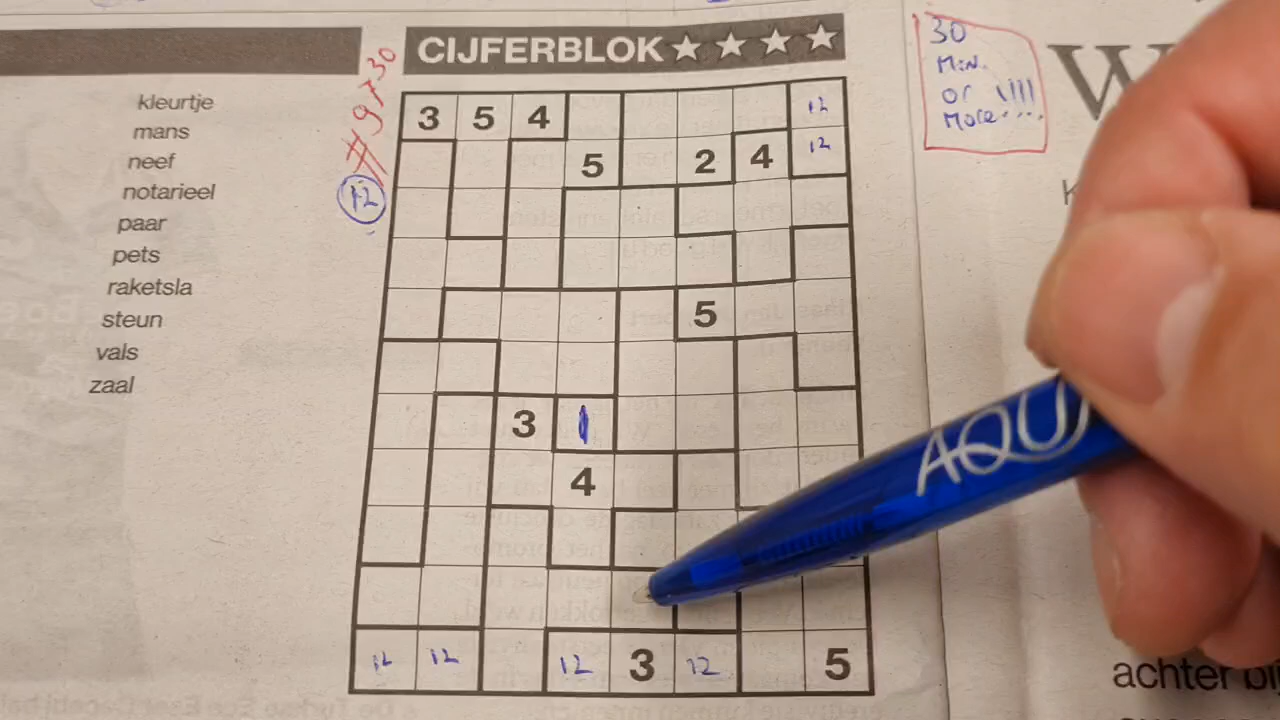 CIJFERBLOK
kleurtje
mans
neef
notarieel
paar
pets
raketsla
steun
vals
zaal
#9730
12
30
Min.
or !!!!
More....
W
3 5 4 12
5 2 4 12
5
3 1
4
12 12 12 3 12 5
AQU
achter bi